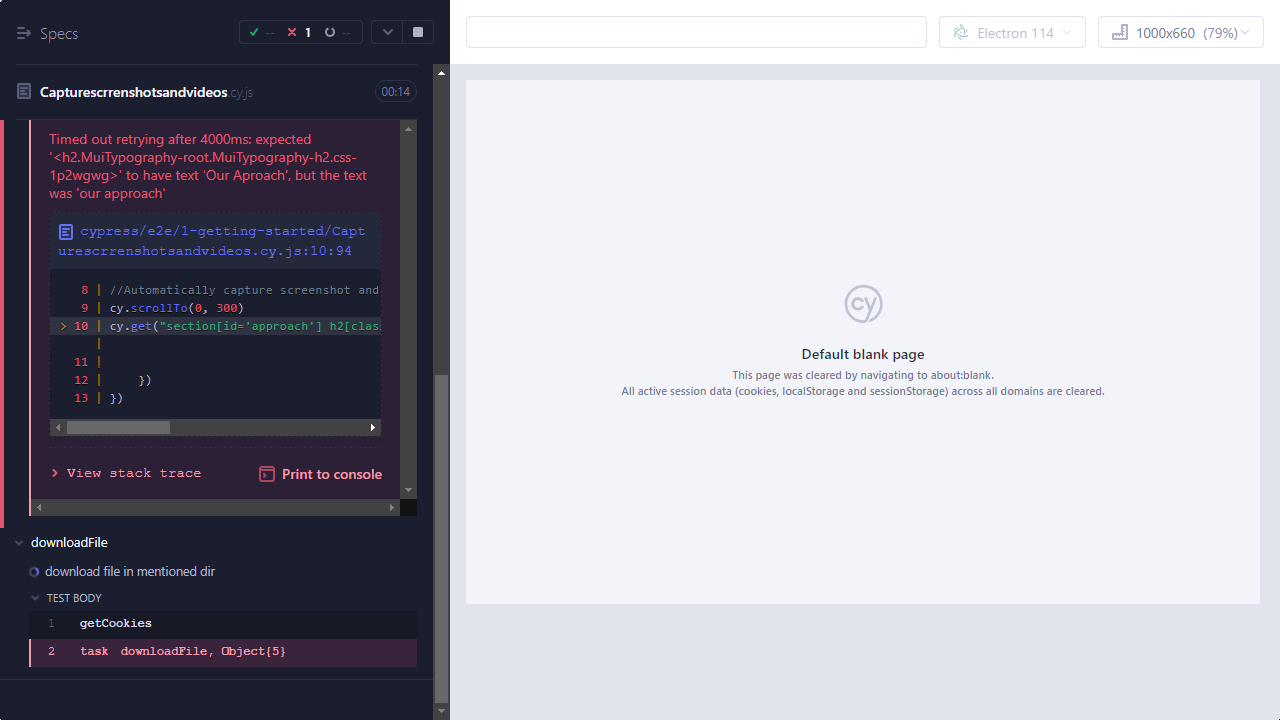 Specs
-- 1 --
Electron 114
1000x660 (79%)
Capturescrrenshotsandvideos.cy.js
00:14
Timed out retrying after 4000ms: expected
'<h2.MuiTypography-root.MuiTypography-h2.css-
1p2wgwg>' to have text 'Our Aproach', but the text
was 'our approach'
cypress/e2e/1-getting-started/Capt
urescrrenshotsandvideos.cy.js:10:94
8 | //Automatically capture screenshot and
9 | cy.scrollTo(0, 300)
> 10 | cy.get("section[id='approach'] h2[clas
|
11 |
12 | })
13 | })
View stack trace
Print to console
downloadFile
download file in mentioned dir
TEST BODY
1 getCookies
2 task downloadFile, Object{5}
cy
Default blank page
This page was cleared by navigating to about:blank.
All active session data (cookies, localStorage and sessionStorage) across all domains are cleared.